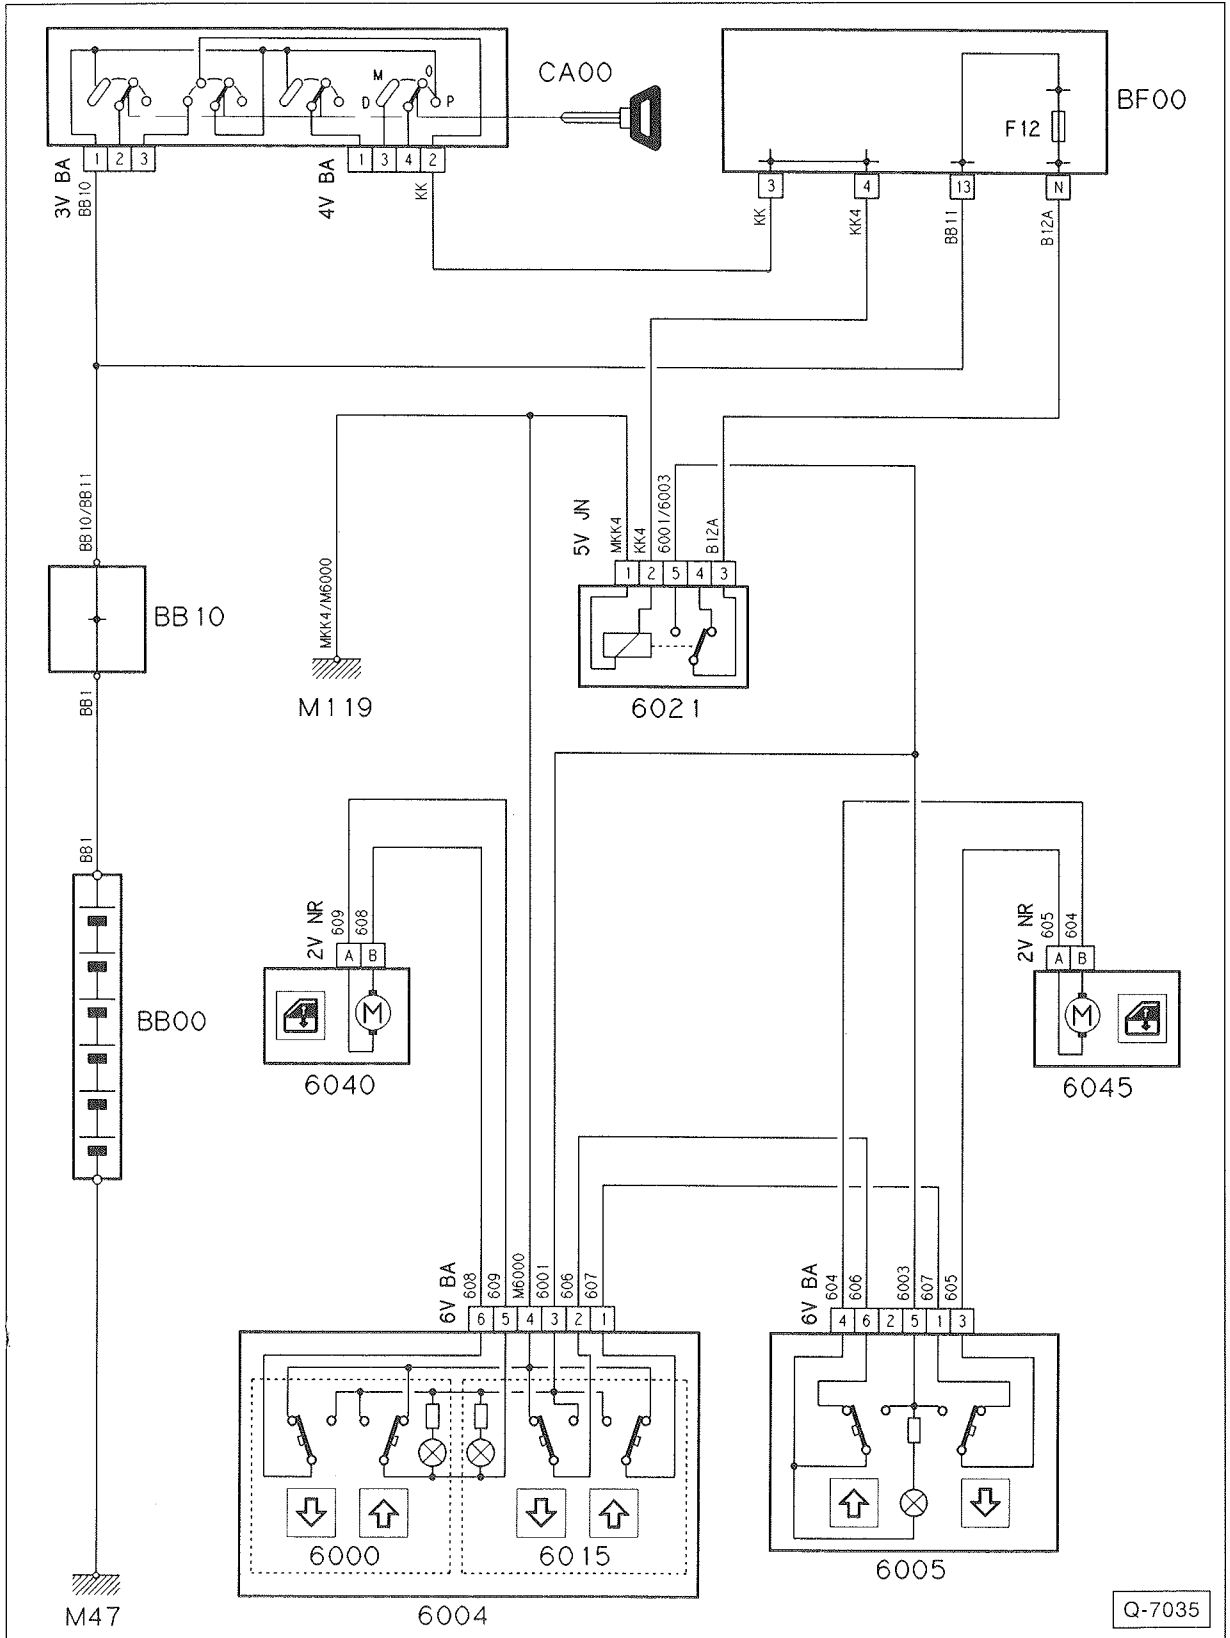 CA00
BF00
M
O
D
P
F12
1 2 3
1 3 4 2
3
4
13
N
3V BA
BB10
4V BA
KK
KK
KK4
BB11
B12A
BB10/BB11
MKK4/M6000
5V JN
MKK4
KK4
6001/6003
B12A
1 2 5 4 3
BB10
M119
6021
BB1
BB1
2V NR
609
608
A B
M
6040
2V NR
605
604
A B
M
6045
BB00
6V BA
608
609
M6000
6001
606
607
6 5 4 3 2 1
6V BA
604
606
6003
607
605
4 6 2 5 1 3
6000
6015
6005
6004
M47
Q-7035